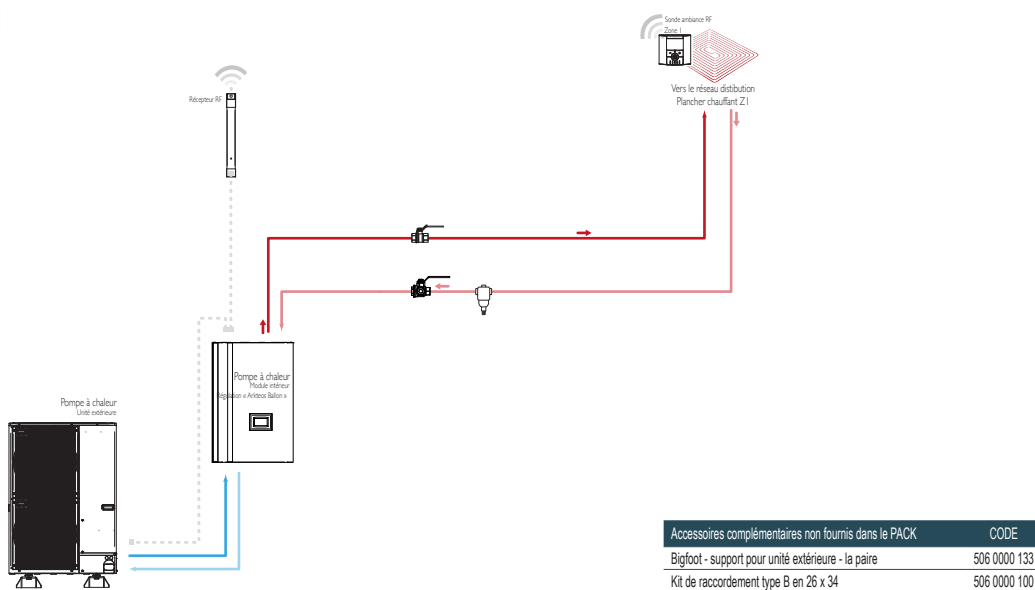 Sonde ambiance RF
Zone 1
Vers le réseau distibution
Plancher chauffant Z1
Récepteur RF
Pompe à chaleur
Module intérieur
Régulation « Arkteos Ballon »
Pompe à chaleur
Unité extérieure
Accessoires complémentaires non fournis dans le PACK CODE
Bigfoot - support pour unité extérieure - la paire 506 0000 133
Kit de raccordement type B en 26 x 34 506 0000 100